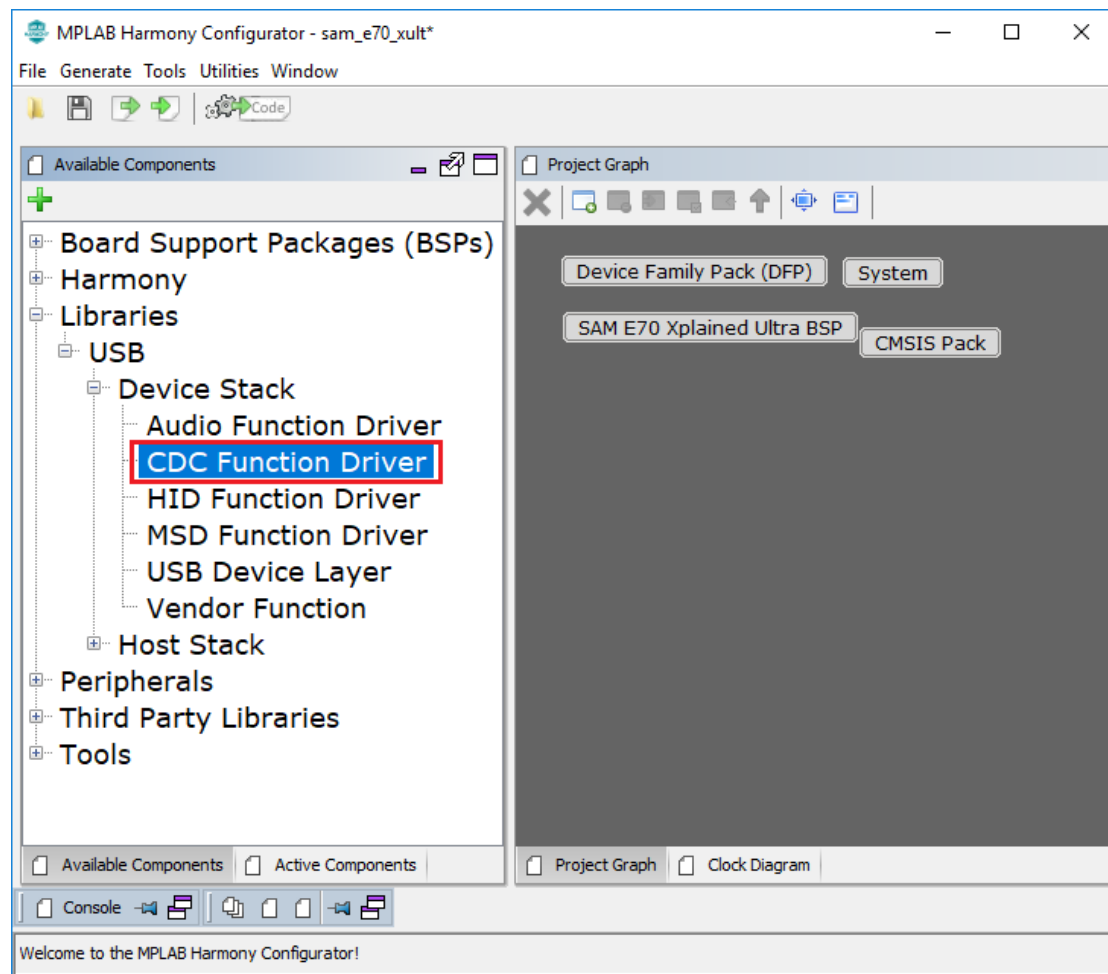 MPLAB Harmony Configurator - sam_e70_xult*
File Generate Tools Utilities Window
Code
Available Components
Project Graph
Board Support Packages (BSPs)
Harmony
Libraries
USB
Device Stack
Audio Function Driver
CDC Function Driver
HID Function Driver
MSD Function Driver
USB Device Layer
Vendor Function
Host Stack
Peripherals
Third Party Libraries
Tools
Device Family Pack (DFP)
System
SAM E70 Xplained Ultra BSP
CMSIS Pack
Available Components
Active Components
Project Graph
Clock Diagram
Console
Welcome to the MPLAB Harmony Configurator!